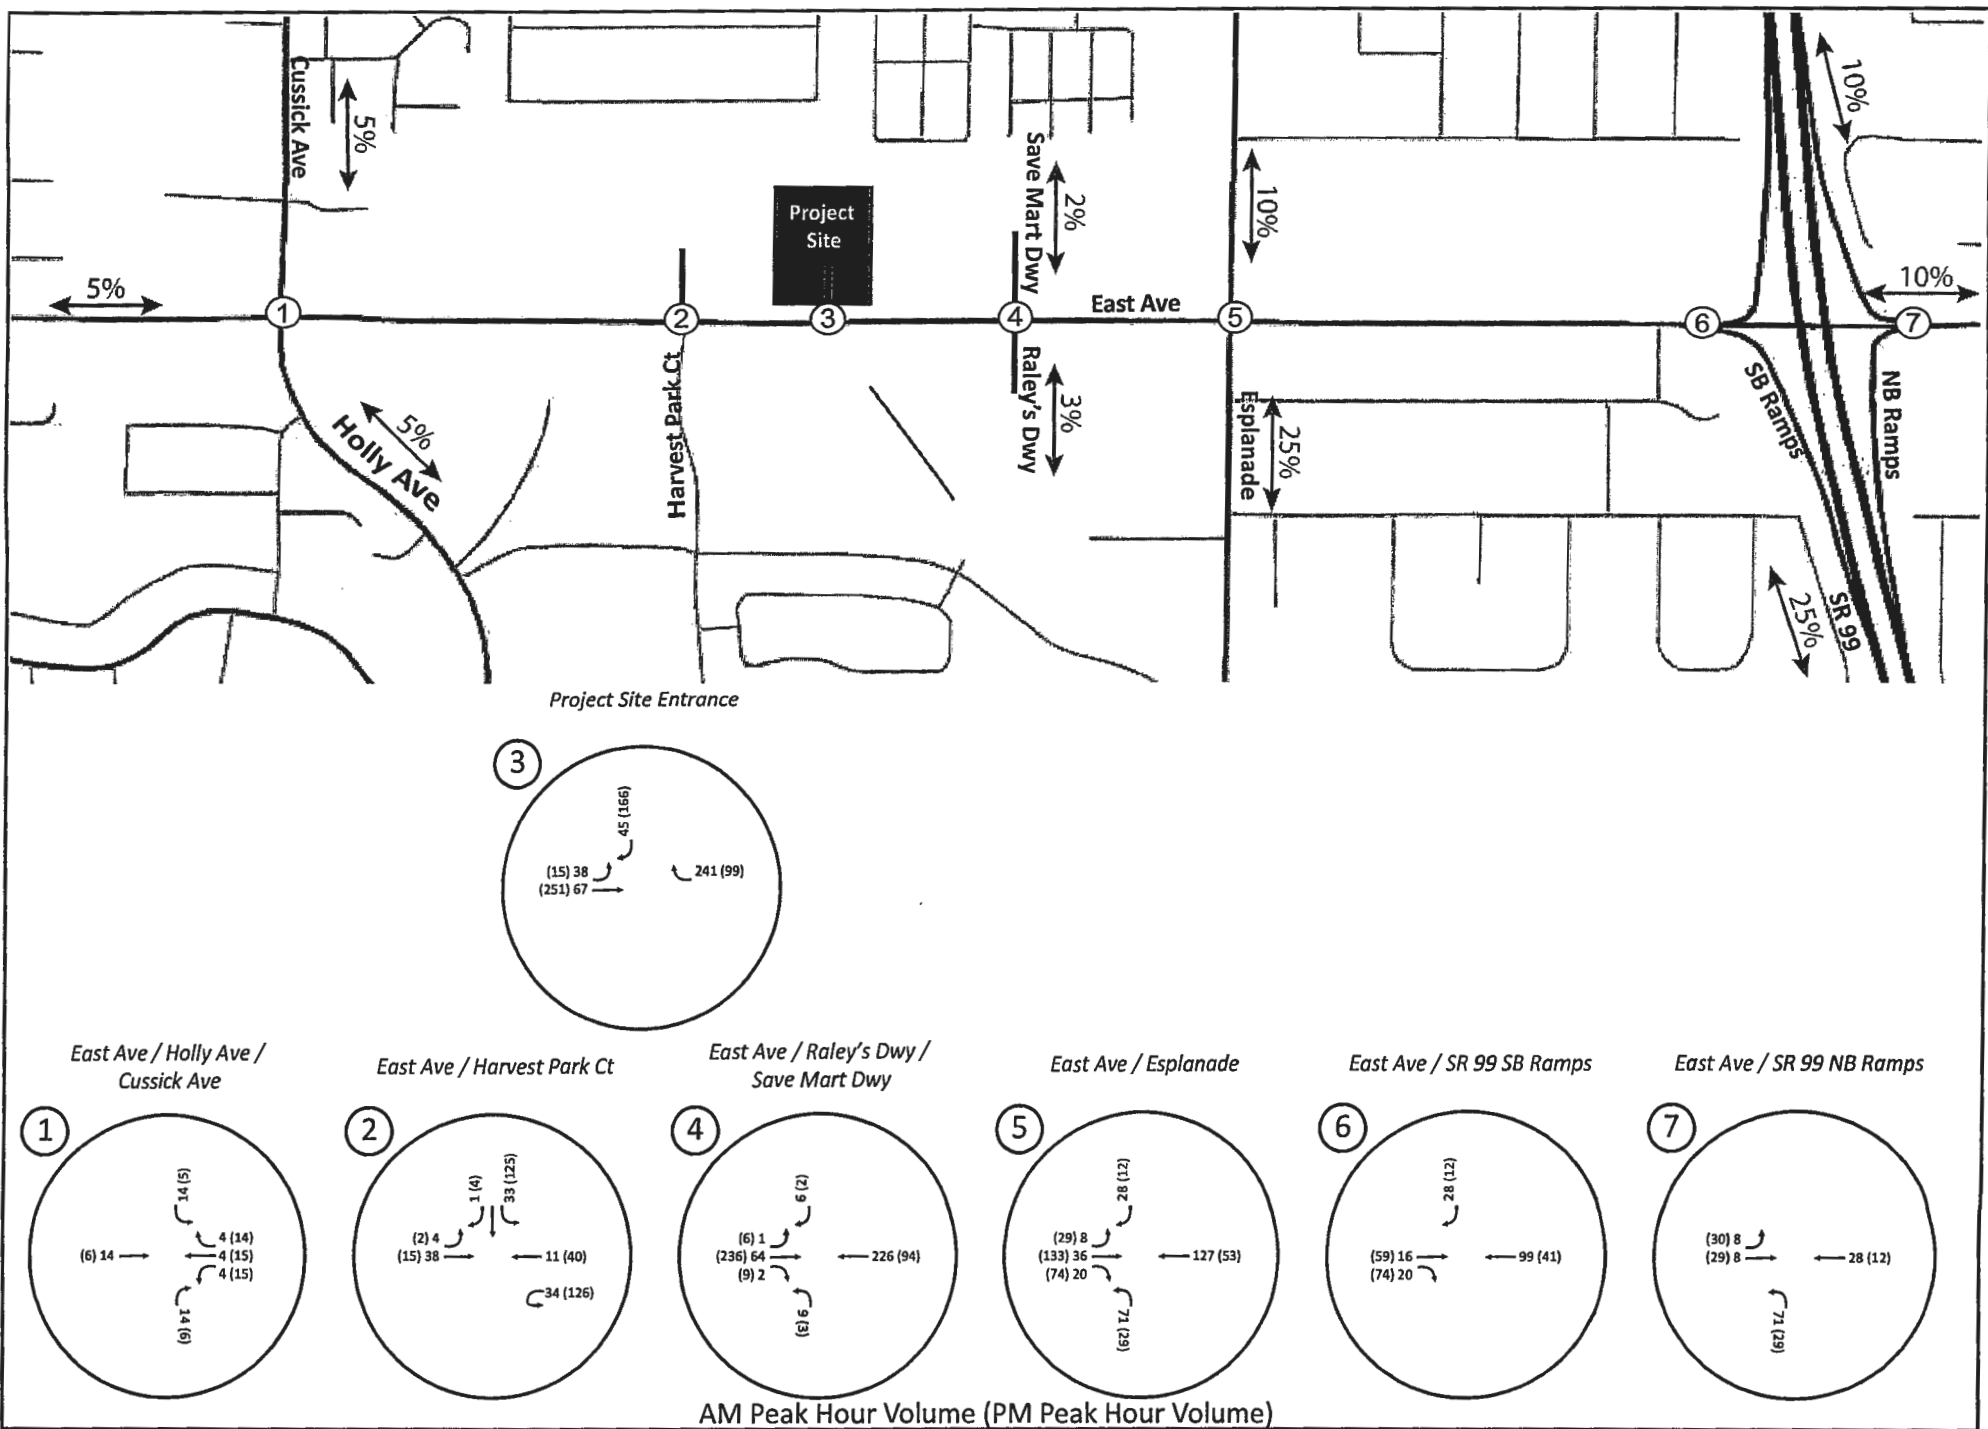 Cussick Ave
5%
10%
Save Mart Dwy
2%
Project
Site
10%
5%
10%
1
2
3
4
East Ave
5
6
7
5%
Holly Ave
Harvest Park Ct
Raley's Dwy
3%
Esplanade
25%
SB Ramps
NB Ramps
25%
SR 99
Project Site Entrance
3
45 (166)
(15) 38
(251) 67
241 (99)
East Ave / Holly Ave /
Cussick Ave
1
14 (5)
(6) 14
4 (14)
4 (15)
4 (15)
14 (6)
East Ave / Harvest Park Ct
2
1 (4)
33 (125)
(2) 4
(15) 38
11 (40)
34 (126)
East Ave / Raley's Dwy /
Save Mart Dwy
4
6 (2)
(6) 1
(236) 64
(9) 2
226 (94)
9 (3)
East Ave / Esplanade
5
28 (12)
(29) 8
(133) 36
(74) 20
127 (53)
71 (29)
East Ave / SR 99 SB Ramps
6
28 (12)
(59) 16
(74) 20
99 (41)
East Ave / SR 99 NB Ramps
7
(30) 8
(29) 8
28 (12)
71 (29)
AM Peak Hour Volume (PM Peak Hour Volume)